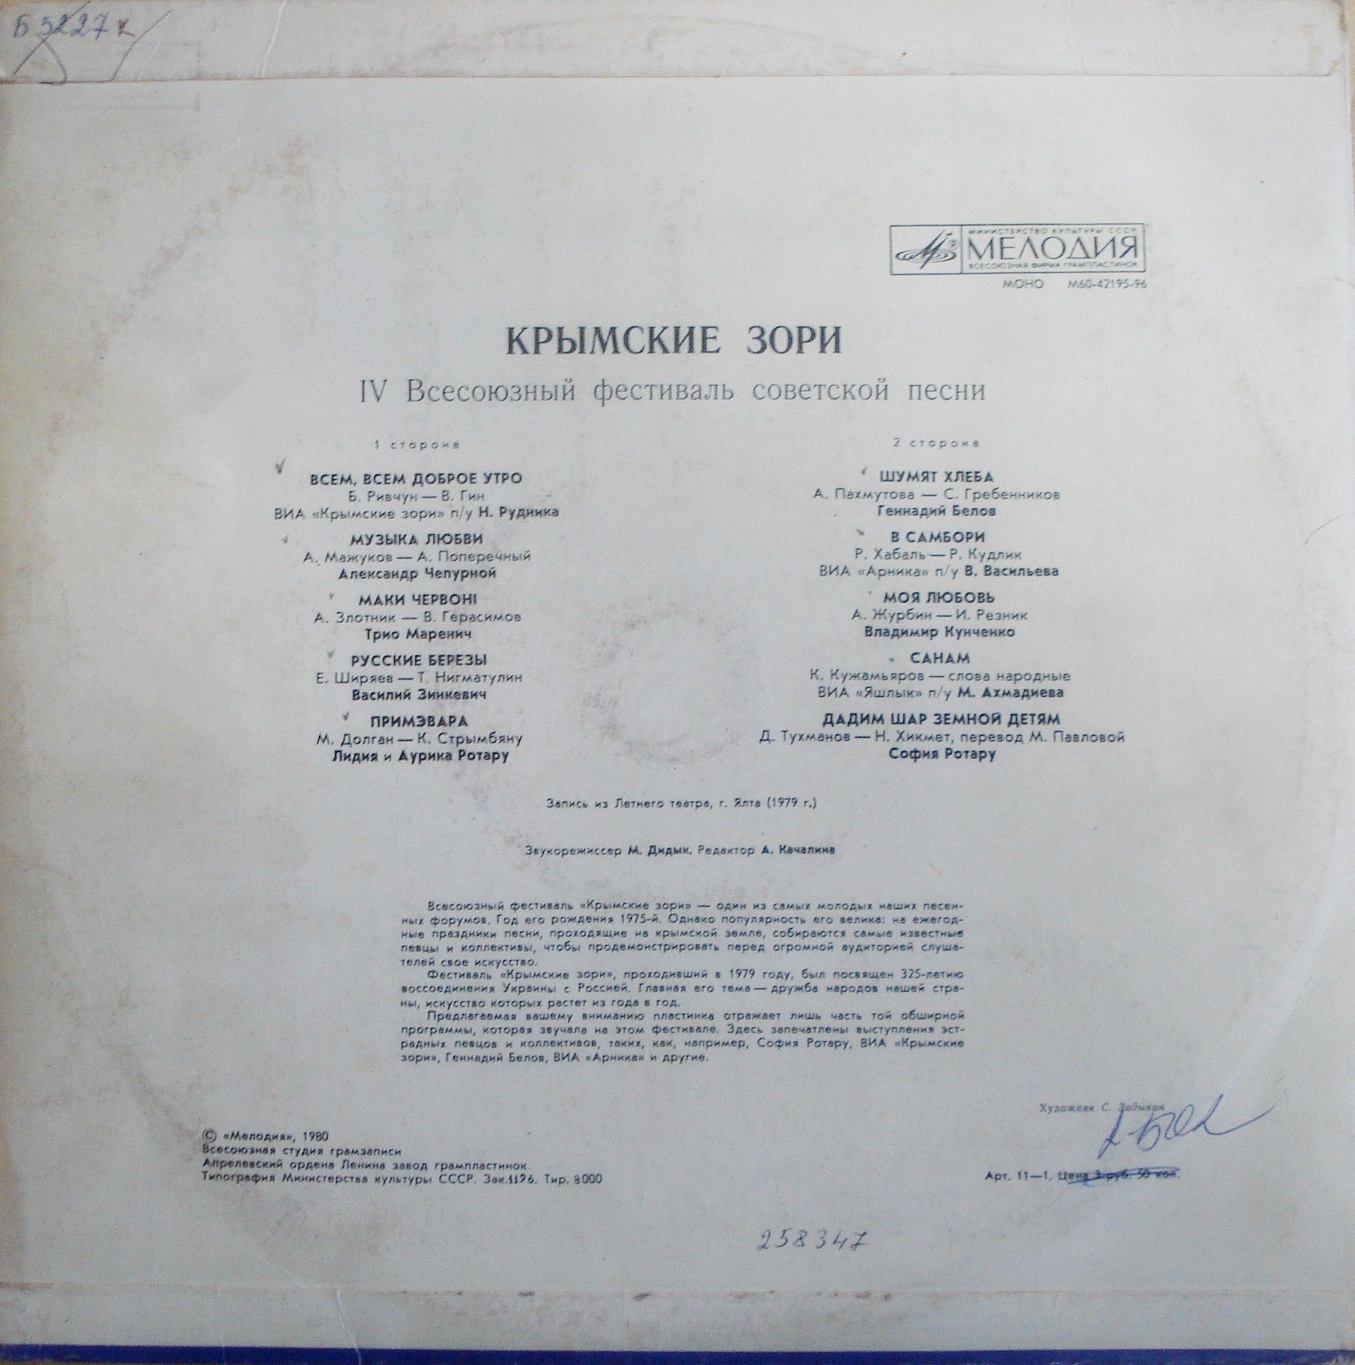 Б 5227к
МИНИСТЕРСТВО КУЛЬТУРЫ СССР
МЕЛОДИЯ
ВСЕСОЮЗНАЯ ФИРМА ГРАМПЛАСТИНОК
МОНО М60-42195-96
КРЫМСКИЕ ЗОРИ
IV Всесоюзный фестиваль советской песни
1 сторона
ВСЕМ, ВСЕМ ДОБРОЕ УТРО
Б. Ривчун — В. Гин
ВИА «Крымские зори» п/у Н. Рудника
МУЗЫКА ЛЮБВИ
А. Мажуков — А. Поперечный
Александр Чепурной
МАКИ ЧЕРВОНІ
А. Злотник — В. Герасимов
Трио Маренич
РУССКИЕ БЕРЕЗЫ
Е. Ширяев — Т. Нигматулин
Василий Зинкевич
ПРИМЭВАРА
М. Долган — К. Стрымбяну
Лидия и Аурика Ротару
2 сторона
ШУМЯТ ХЛЕБА
А. Пахмутова — С. Гребенников
Геннадий Белов
В САМБОРИ
Р. Хабаль — Р. Кудлик
ВИА «Арника» п/у В. Васильева
МОЯ ЛЮБОВЬ
А. Журбин — И. Резник
Владимир Кунченко
САНАМ
К. Кужамьяров — слова народные
ВИА «Яшлык» п/у М. Ахмадиева
ДАДИМ ШАР ЗЕМНОЙ ДЕТЯМ
Д. Тухманов — Н. Хикмет, перевод М. Павловой
София Ротару
Запись из Летнего театра, г. Ялта (1979 г.)
Звукорежиссер М. Дидык. Редактор А. Качалина
Всесоюзный фестиваль «Крымские зори» — один из самых молодых наших песен-
ных форумов. Год его рождения 1975-й. Однако популярность его велика: на ежегод-
ные праздники песни, проходящие на крымской земле, собираются самые известные
певцы и коллективы, чтобы продемонстрировать перед огромной аудиторией слуша-
телей свое искусство.
Фестиваль «Крымские зори», проходивший в 1979 году, был посвящен 325-летию
воссоединения Украины с Россией. Главная его тема — дружба народов нашей стра-
ны, искусство которых растет из года в год.
Предлагаемая вашему вниманию пластинка отражает лишь часть той обширной
программы, которая звучала на этом фестивале. Здесь запечатлены выступления эст-
радных певцов и коллективов, таких, как, например, София Ротару, ВИА «Крымские
зори», Геннадий Белов, ВИА «Арника» и другие.
Художник С.
© «Мелодия», 1980
Всесоюзная студия грамзаписи
Апрелевский ордена Ленина завод грампластинок
Типография Министерства культуры СССР. Зак. 1126. Тир. 8000
Арт. 11—1. Цена 3 руб. 50 коп.
258347